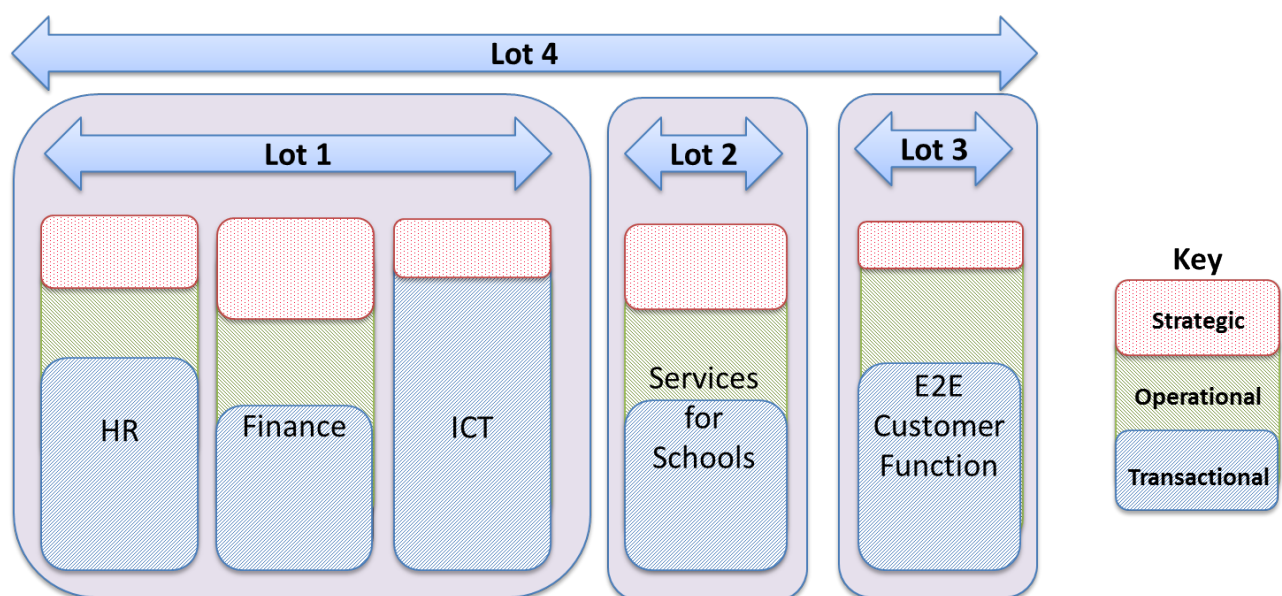 Lot 4
Lot 1
Lot 2
Lot 3
HR
Finance
ICT
Services
for
Schools
E2E
Customer
Function
Key
Strategic
Operational
Transactional